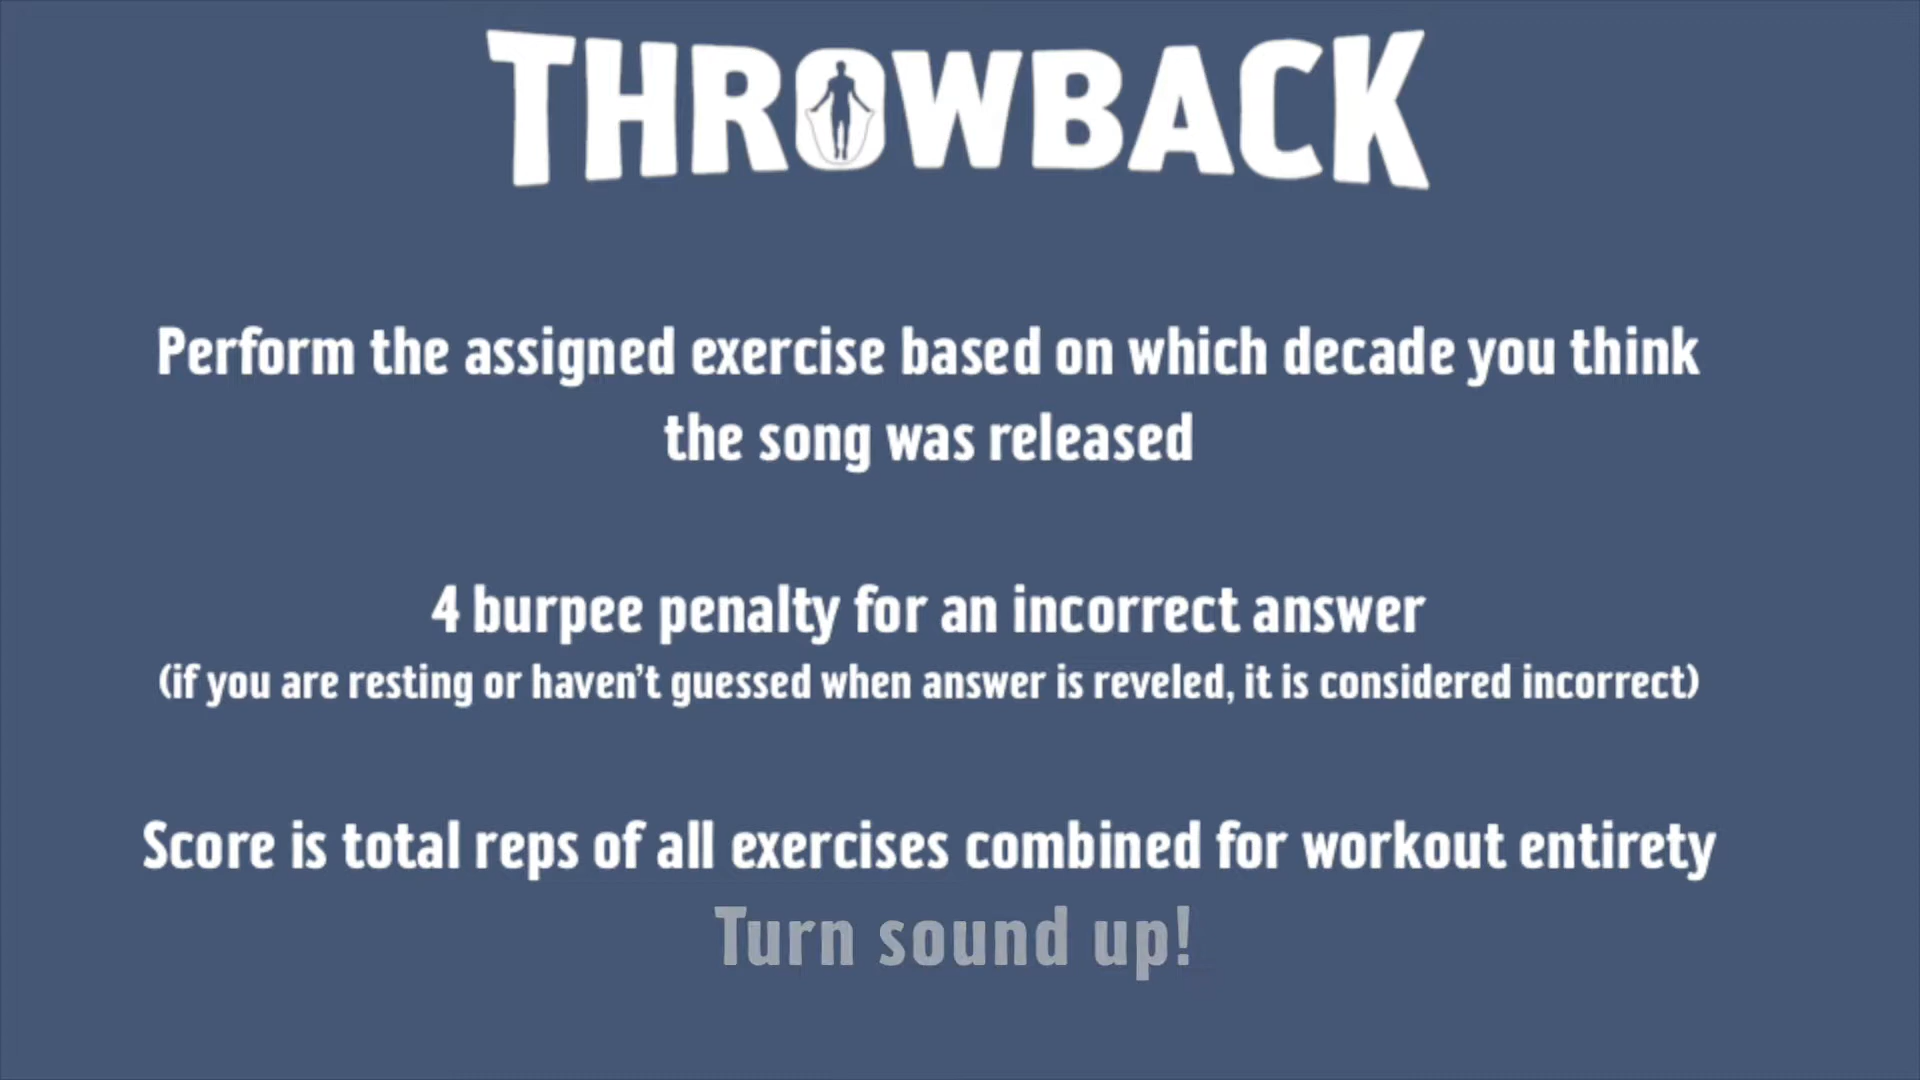 THROWBACK
Perform the assigned exercise based on which decade you think
the song was released
4 burpee penalty for an incorrect answer
(if you are resting or haven't guessed when answer is reveled, it is considered incorrect)
Score is total reps of all exercises combined for workout entirety
Turn sound up!